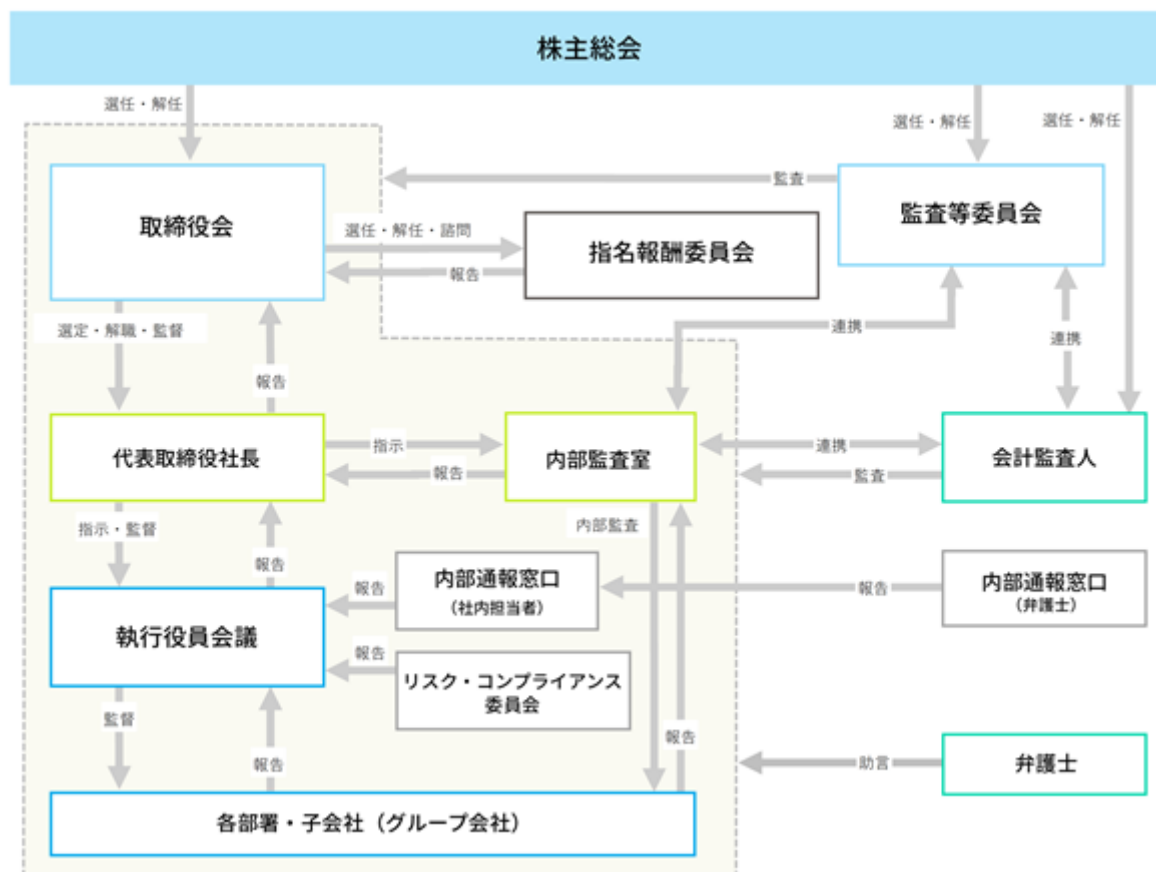 株主総会
選任・解任
選任・解任
選任・解任
監査
取締役会
監査等委員会
選任・解任・諮問
指名報酬委員会
報告
選定・解職・監督
連携
連携
報告
代表取締役社長
指示
報告
内部監査室
連携
監査
会計監査人
指示・監督
内部監査
報告
内部通報窓口
（社内担当者）
報告
報告
内部通報窓口
（弁護士）
執行役員会議
報告
リスク・コンプライアンス
委員会
監督
報告
報告
助言
弁護士
各部署・子会社（グループ会社）